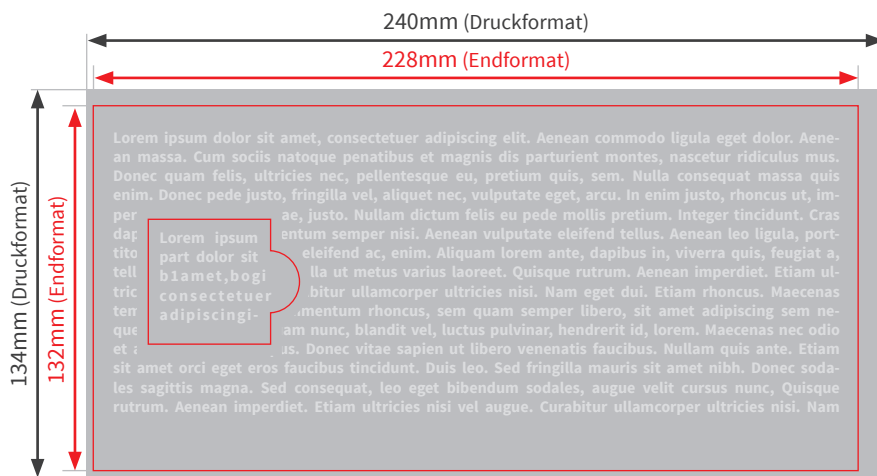 240mm (Druckformat)
228mm (Endformat)
134mm (Druckformat)
132mm (Endformat)
Lorem ipsum dolor sit amet, consectetuer adipiscing elit. Aenean commodo ligula eget dolor. Aene-
an massa. Cum sociis natoque penatibus et magnis dis parturient montes, nascetur ridiculus mus.
Donec quam felis, ultricies nec, pellentesque eu, pretium quis, sem. Nulla consequat massa quis
enim. Donec pede justo, fringilla vel, aliquet nec, vulputate eget, arcu. In enim justo, rhoncus ut, im-
per ae, justo. Nullam dictum felis eu pede mollis pretium. Integer tincidunt. Cras
dap entum semper nisi. Aenean vulputate eleifend tellus. Aenean leo ligula, port-
tito eleifend ac, enim. Aliquam lorem ante, dapibus in, viverra quis, feugiat a,
tell lla ut metus varius laoreet. Quisque rutrum. Aenean imperdiet. Etiam ul-
tric bitur ullamcorper ultricies nisi. Nam eget dui. Etiam rhoncus. Maecenas
tem imentum rhoncus, sem quam semper libero, sit amet adipiscing sem ne-
que am nunc, blandit vel, luctus pulvinar, hendrerit id, lorem. Maecenas nec odio
et a us. Donec vitae sapien ut libero venenatis faucibus. Nullam quis ante. Etiam
sit amet orci eget eros faucibus tincidunt. Duis leo. Sed fringilla mauris sit amet nibh. Donec soda-
les sagittis magna. Sed consequat, leo eget bibendum sodales, augue velit cursus nunc, Quisque
rutrum. Aenean imperdiet. Etiam ultricies nisi vel augue. Curabitur ullamcorper ultricies nisi. Nam
Lorem ipsum
part dolor sit
b1amet,bogi
consectetuer
adipiscingi-